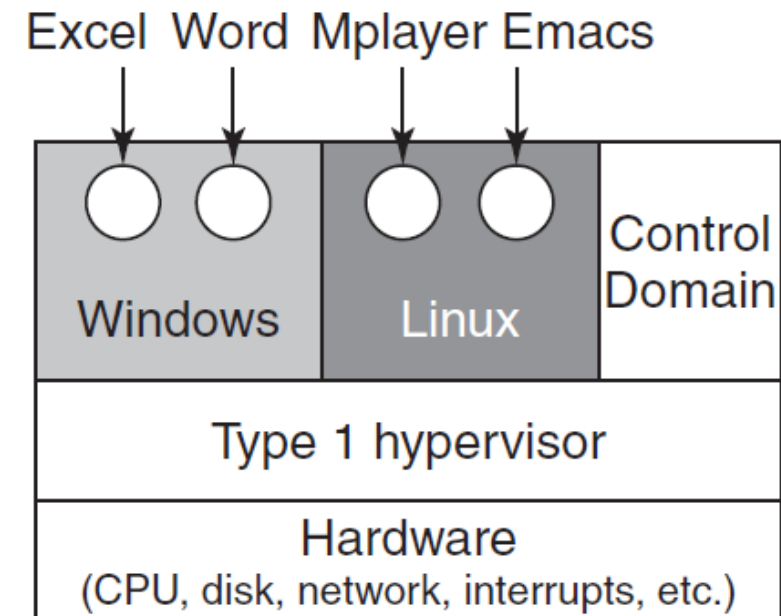 Excel Word Mplayer Emacs
Control
Domain
Windows
Linux
Type 1 hypervisor
Hardware
(CPU, disk, network, interrupts, etc.)